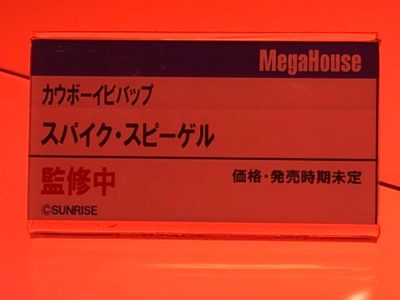 MegaHouse
カウボーイビバップ
スパイク・スピーゲル
監修中
価格・発売時期未定
©SUNRISE